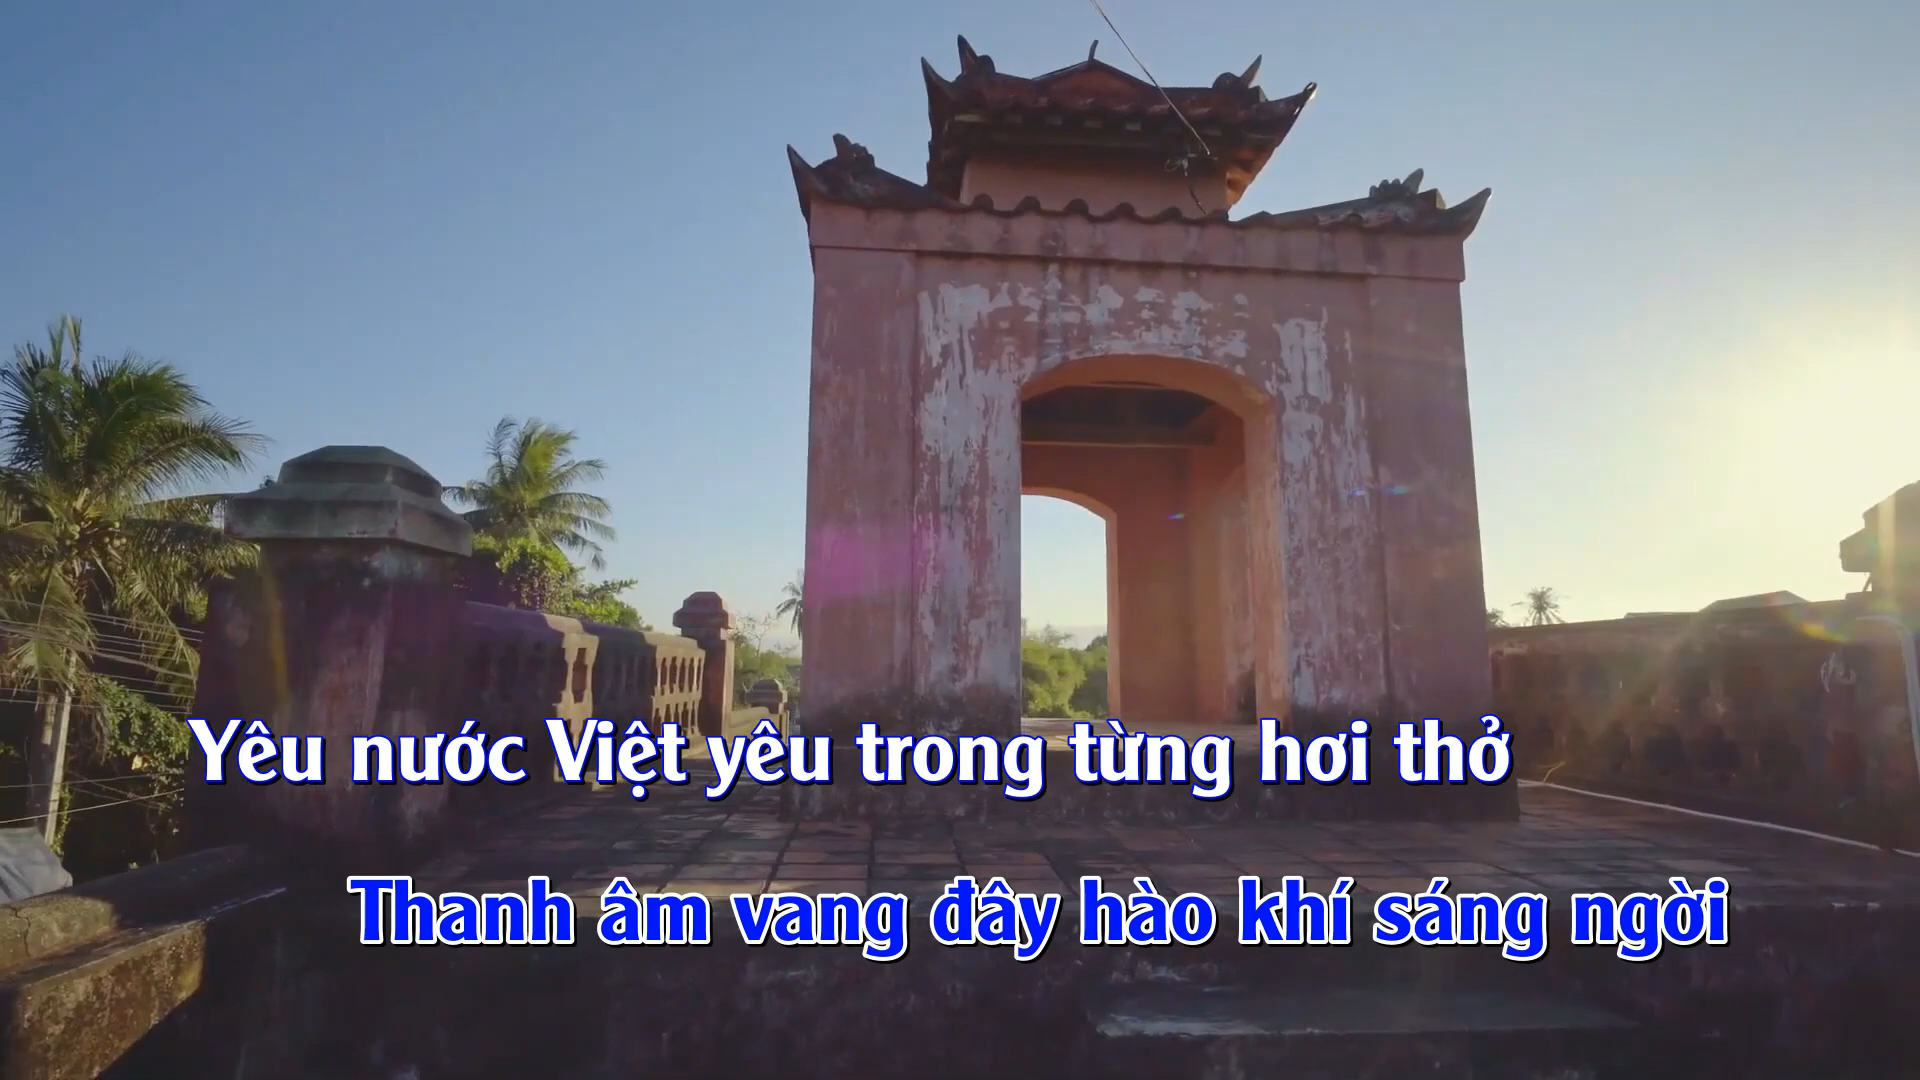 Yêu nước Việt yêu trong từng hơi thở
Thanh âm vang đây hào khí sáng ngời